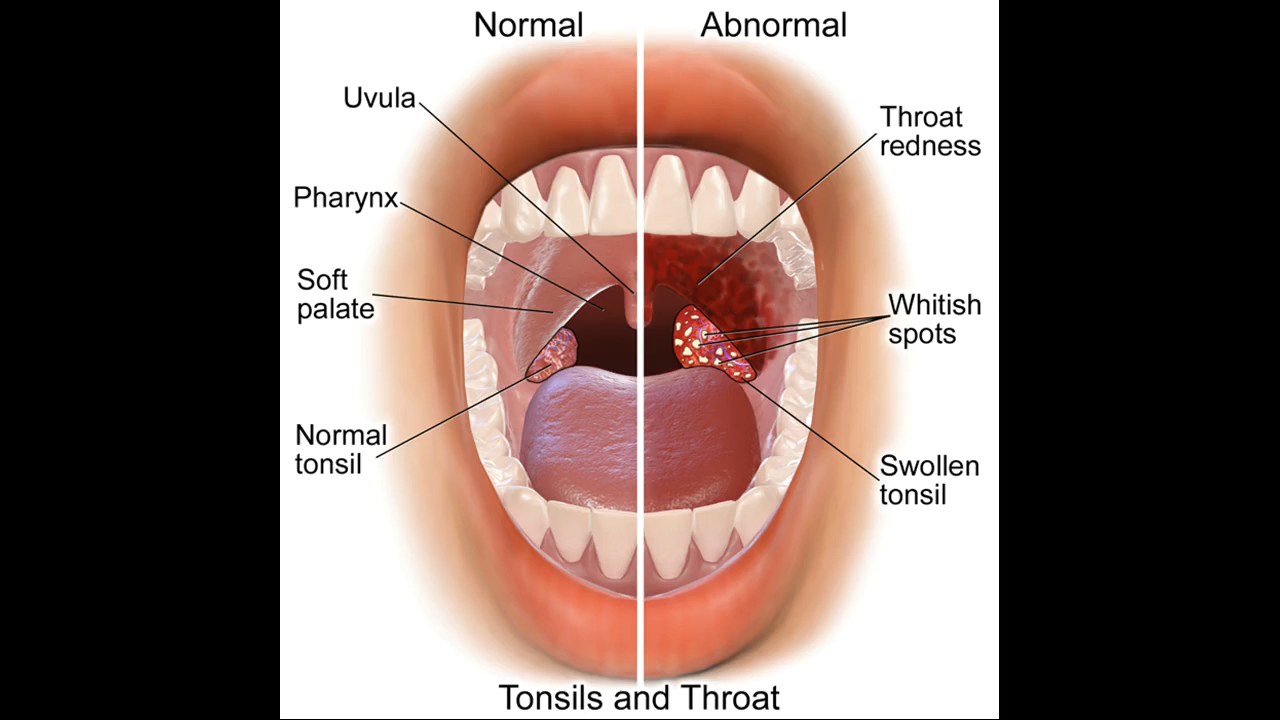 Normal
Abnormal
Uvula
Throat
redness
Pharynx
Soft
palate
Whitish
spots
Normal
tonsil
Swollen
tonsil
Tonsils and Throat